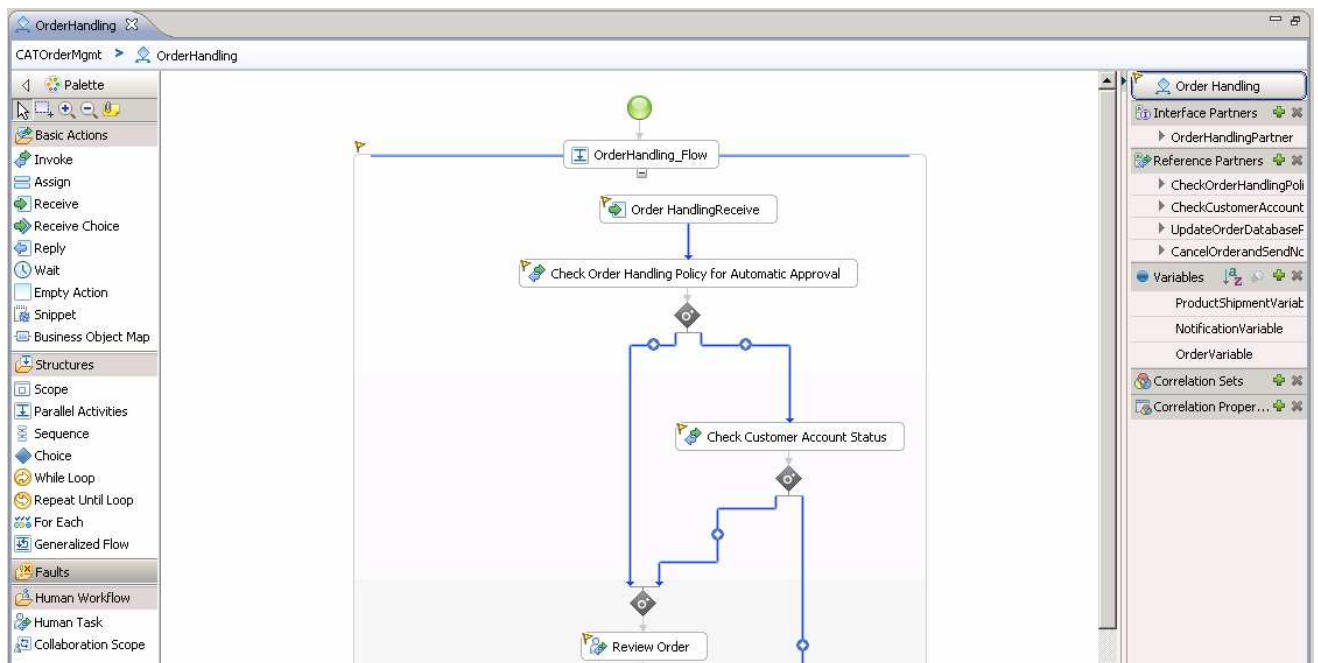 OrderHandling
CATOrderMgmt > OrderHandling
Palette
Basic Actions
Invoke
Assign
Receive
Receive Choice
Reply
Wait
Empty Action
Snippet
Business Object Map
Structures
Scope
Parallel Activities
Sequence
Choice
While Loop
Repeat Until Loop
For Each
Generalized Flow
Faults
Human Workflow
Human Task
Collaboration Scope
OrderHandling_Flow
Order HandlingReceive
Check Order Handling Policy for Automatic Approval
Check Customer Account Status
Review Order
Order Handling
Interface Partners
OrderHandlingPartner
Reference Partners
CheckOrderHandlingPoli
CheckCustomerAccount
UpdateOrderDatabaseF
CancelOrderandSendNc
Variables
ProductShipmentVariat
NotificationVariable
OrderVariable
Correlation Sets
Correlation Proper...